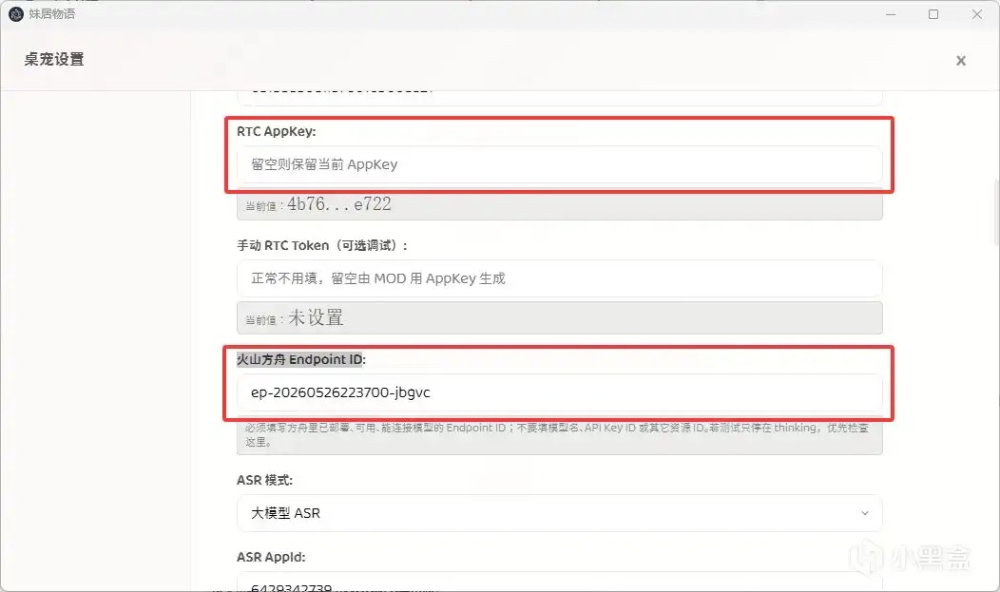 妹居物语
桌宠设置
RTC AppKey:
留空则保留当前 AppKey
当前值：4b76...e722
手动 RTC Token（可选调试）:
正常不用填，留空由 MOD 用 AppKey 生成
当前值：未设置
火山方舟 Endpoint ID:
ep-20260526223700-jbgvc
必须填写方舟里已部署、可用、能连接模型的 Endpoint ID；不要填模型名、API Key ID 或其它资源 ID。若测试只停在 thinking，优先检查
这里。
ASR 模式:
大模型 ASR
ASR AppId:
6429342739
小黑盒